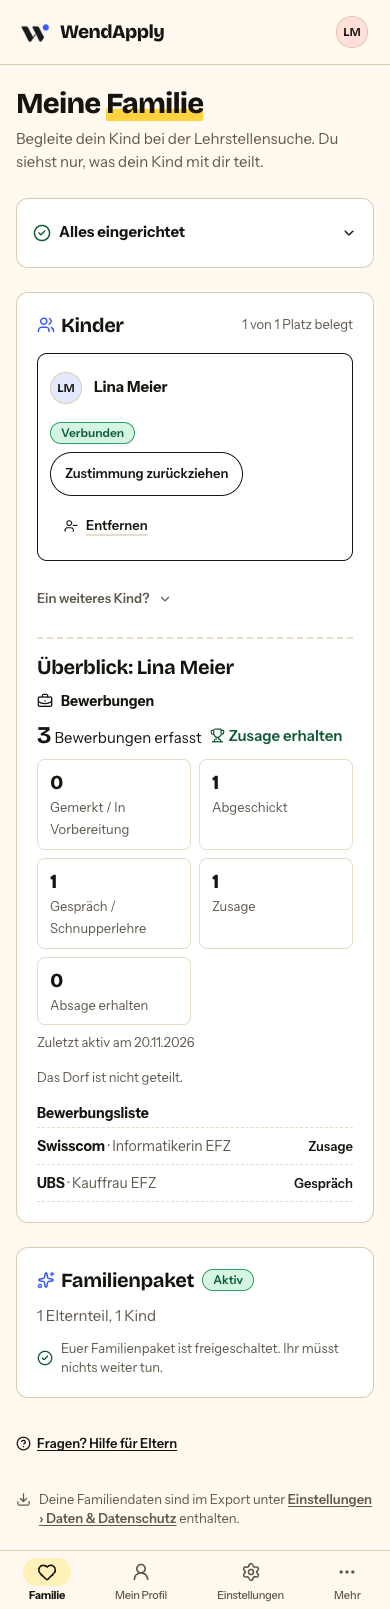 WendApply
LM
Meine Familie
Begleite dein Kind bei der Lehrstellensuche. Du
siehst nur, was dein Kind mit dir teilt.
Alles eingerichtet
Kinder
1 von 1 Platz belegt
LM
Lina Meier
Verbunden
Zustimmung zurückziehen
Entfernen
Ein weiteres Kind?
Überblick: Lina Meier
Bewerbungen
3 Bewerbungen erfasst
Zusage erhalten
0
Gemerkt / In
Vorbereitung
1
Abgeschickt
1
Gespräch /
Schnupperlehre
1
Zusage
0
Absage erhalten
Zuletzt aktiv am 20.11.2026
Das Dorf ist nicht geteilt.
Bewerbungsliste
Swisscom · Informatikerin EFZ
Zusage
UBS · Kauffrau EFZ
Gespräch
Familienpaket
Aktiv
1 Elternteil, 1 Kind
Euer Familienpaket ist freigeschaltet. Ihr müsst
nichts weiter tun.
Fragen? Hilfe für Eltern
Deine Familiendaten sind im Export unter Einstellungen
› Daten & Datenschutz enthalten.
Familie
Mein Profil
Einstellungen
Mehr